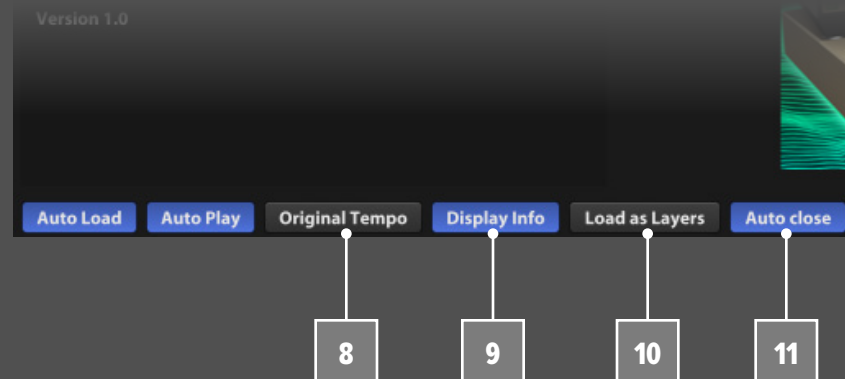 Version 1.0
Auto Load Auto Play Original Tempo Display Info Load as Layers Auto close
8 9 10 11